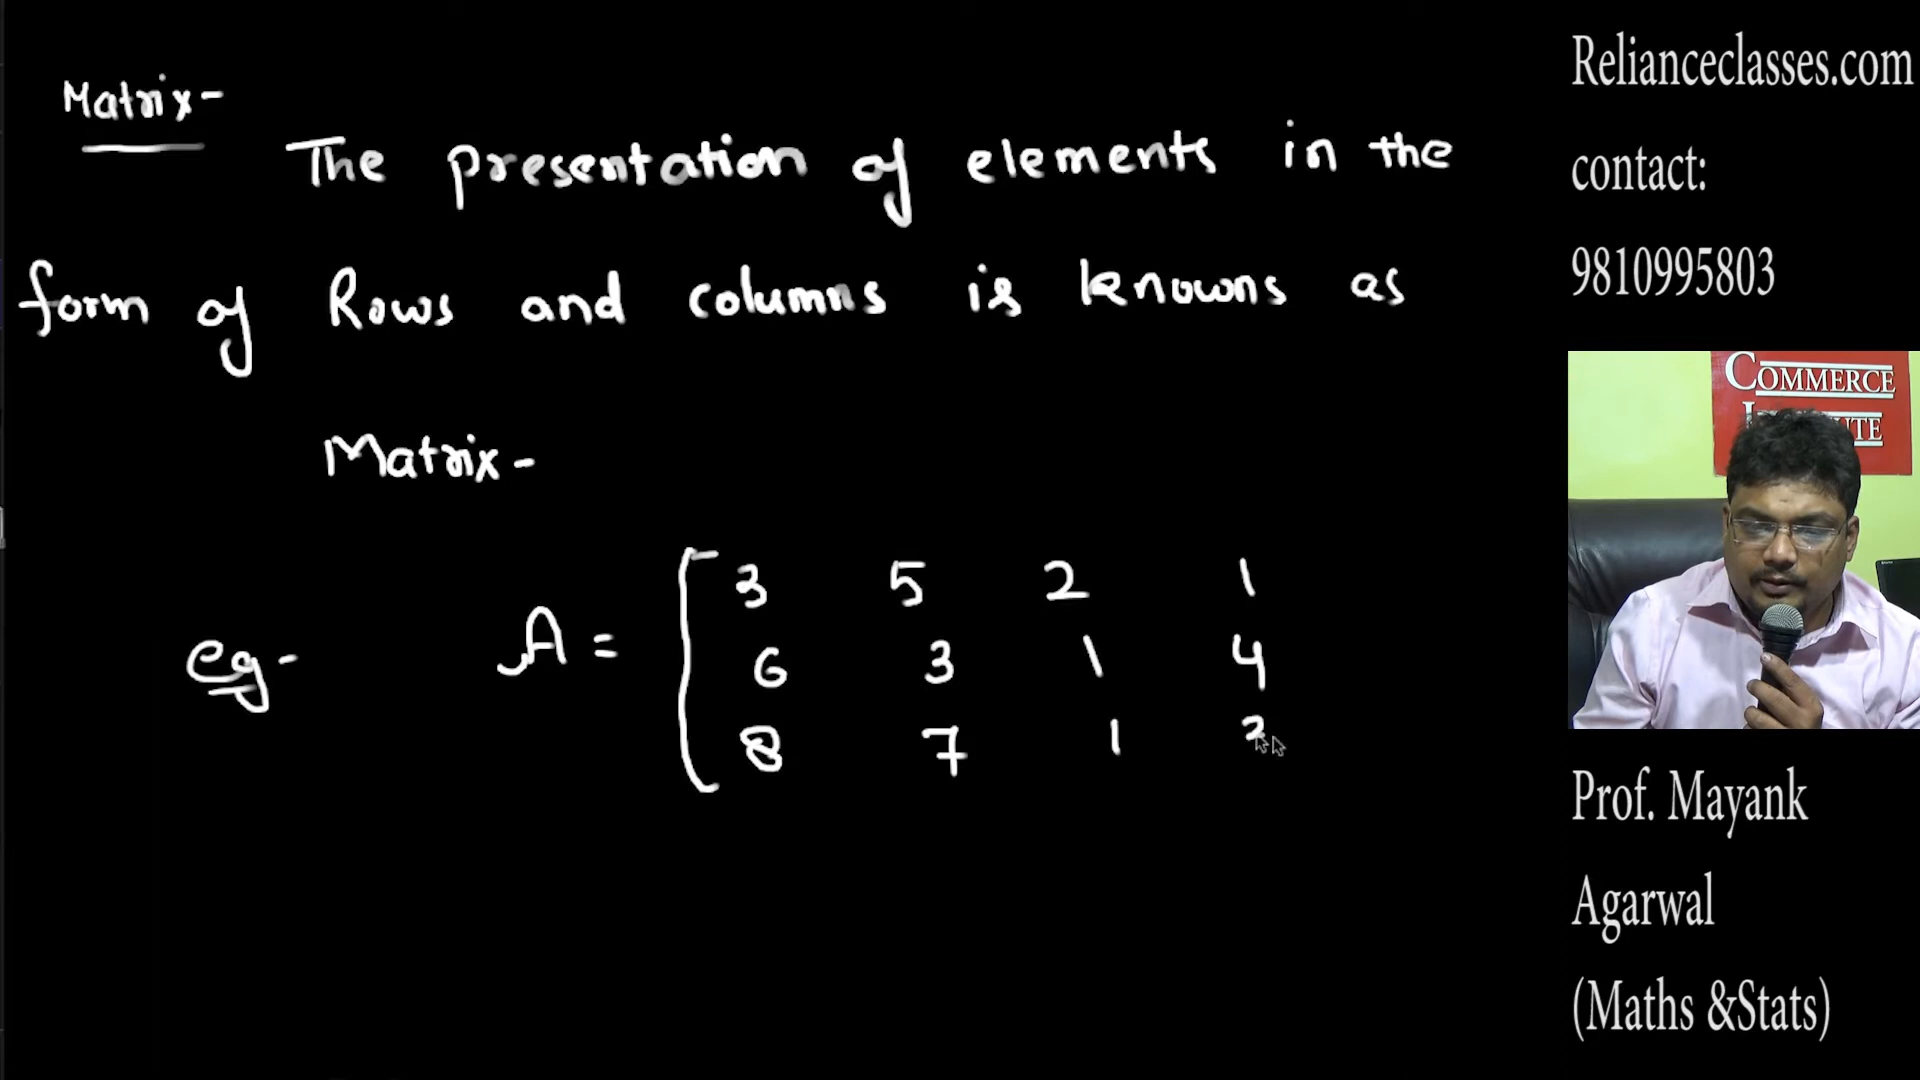 Matrix-
The presentation of elements in the
form of Rows and columns is knowns as
Matrix-
eg- A = [ 3 5 2 1
6 3 1 4
8 7 1
Relianceclasses.com
contact:
9810995803
COMMERCE
Prof. Mayank
Agarwal
(Maths &Stats)